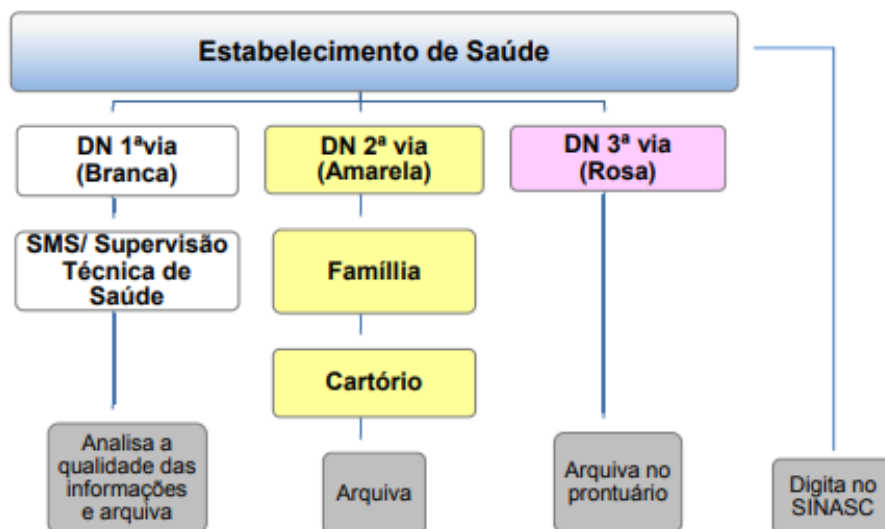 Estabelecimento de Saúde
DN 1ªvia
(Branca)
DN 2ª via
(Amarela)
DN 3ª via
(Rosa)
SMS/ Supervisão
Técnica de
Saúde
Famíllia
Cartório
Analisa a
qualidade das
informações
e arquiva
Arquiva
Arquiva no
prontuário
Digita no
SINASC